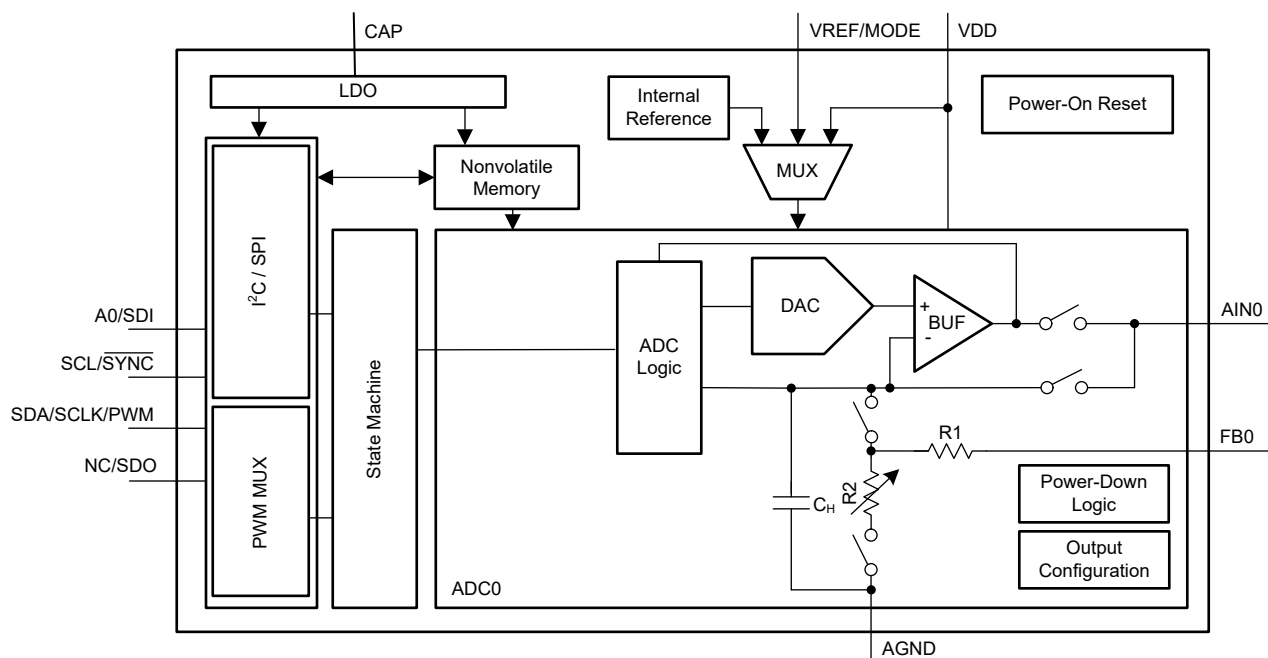 CAP
VREF/MODE
VDD
LDO
Internal
Reference
Power-On Reset
MUX
Nonvolatile
Memory
I²C / SPI
A0/SDI
SCL/SYNC
SDA/SCLK/PWM
NC/SDO
PWM MUX
State Machine
ADC
Logic
DAC
+
BUF
-
AIN0
R1
FB0
R2
CH
Power-Down
Logic
Output
Configuration
ADC0
AGND